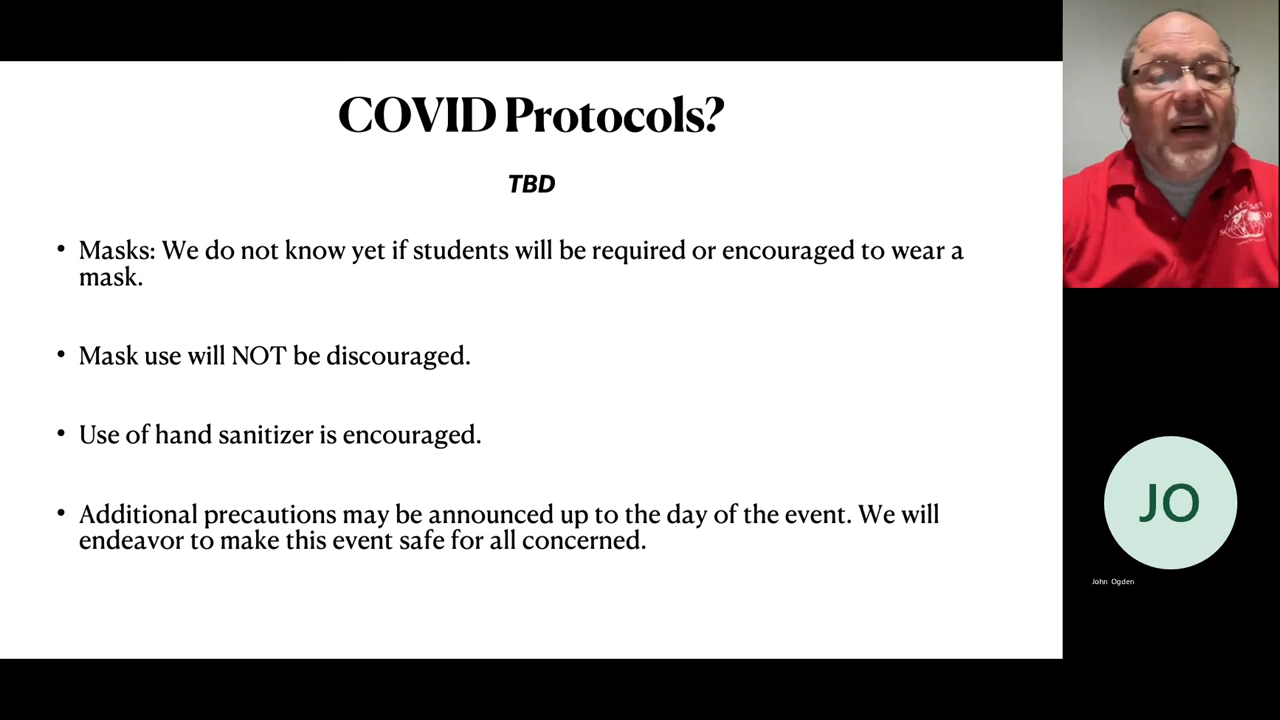 COVID Protocols?
TBD
• Masks: We do not know yet if students will be required or encouraged to wear a
mask.
• Mask use will NOT be discouraged.
• Use of hand sanitizer is encouraged.
• Additional precautions may be announced up to the day of the event. We will
endeavor to make this event safe for all concerned.
JO
John Ogden